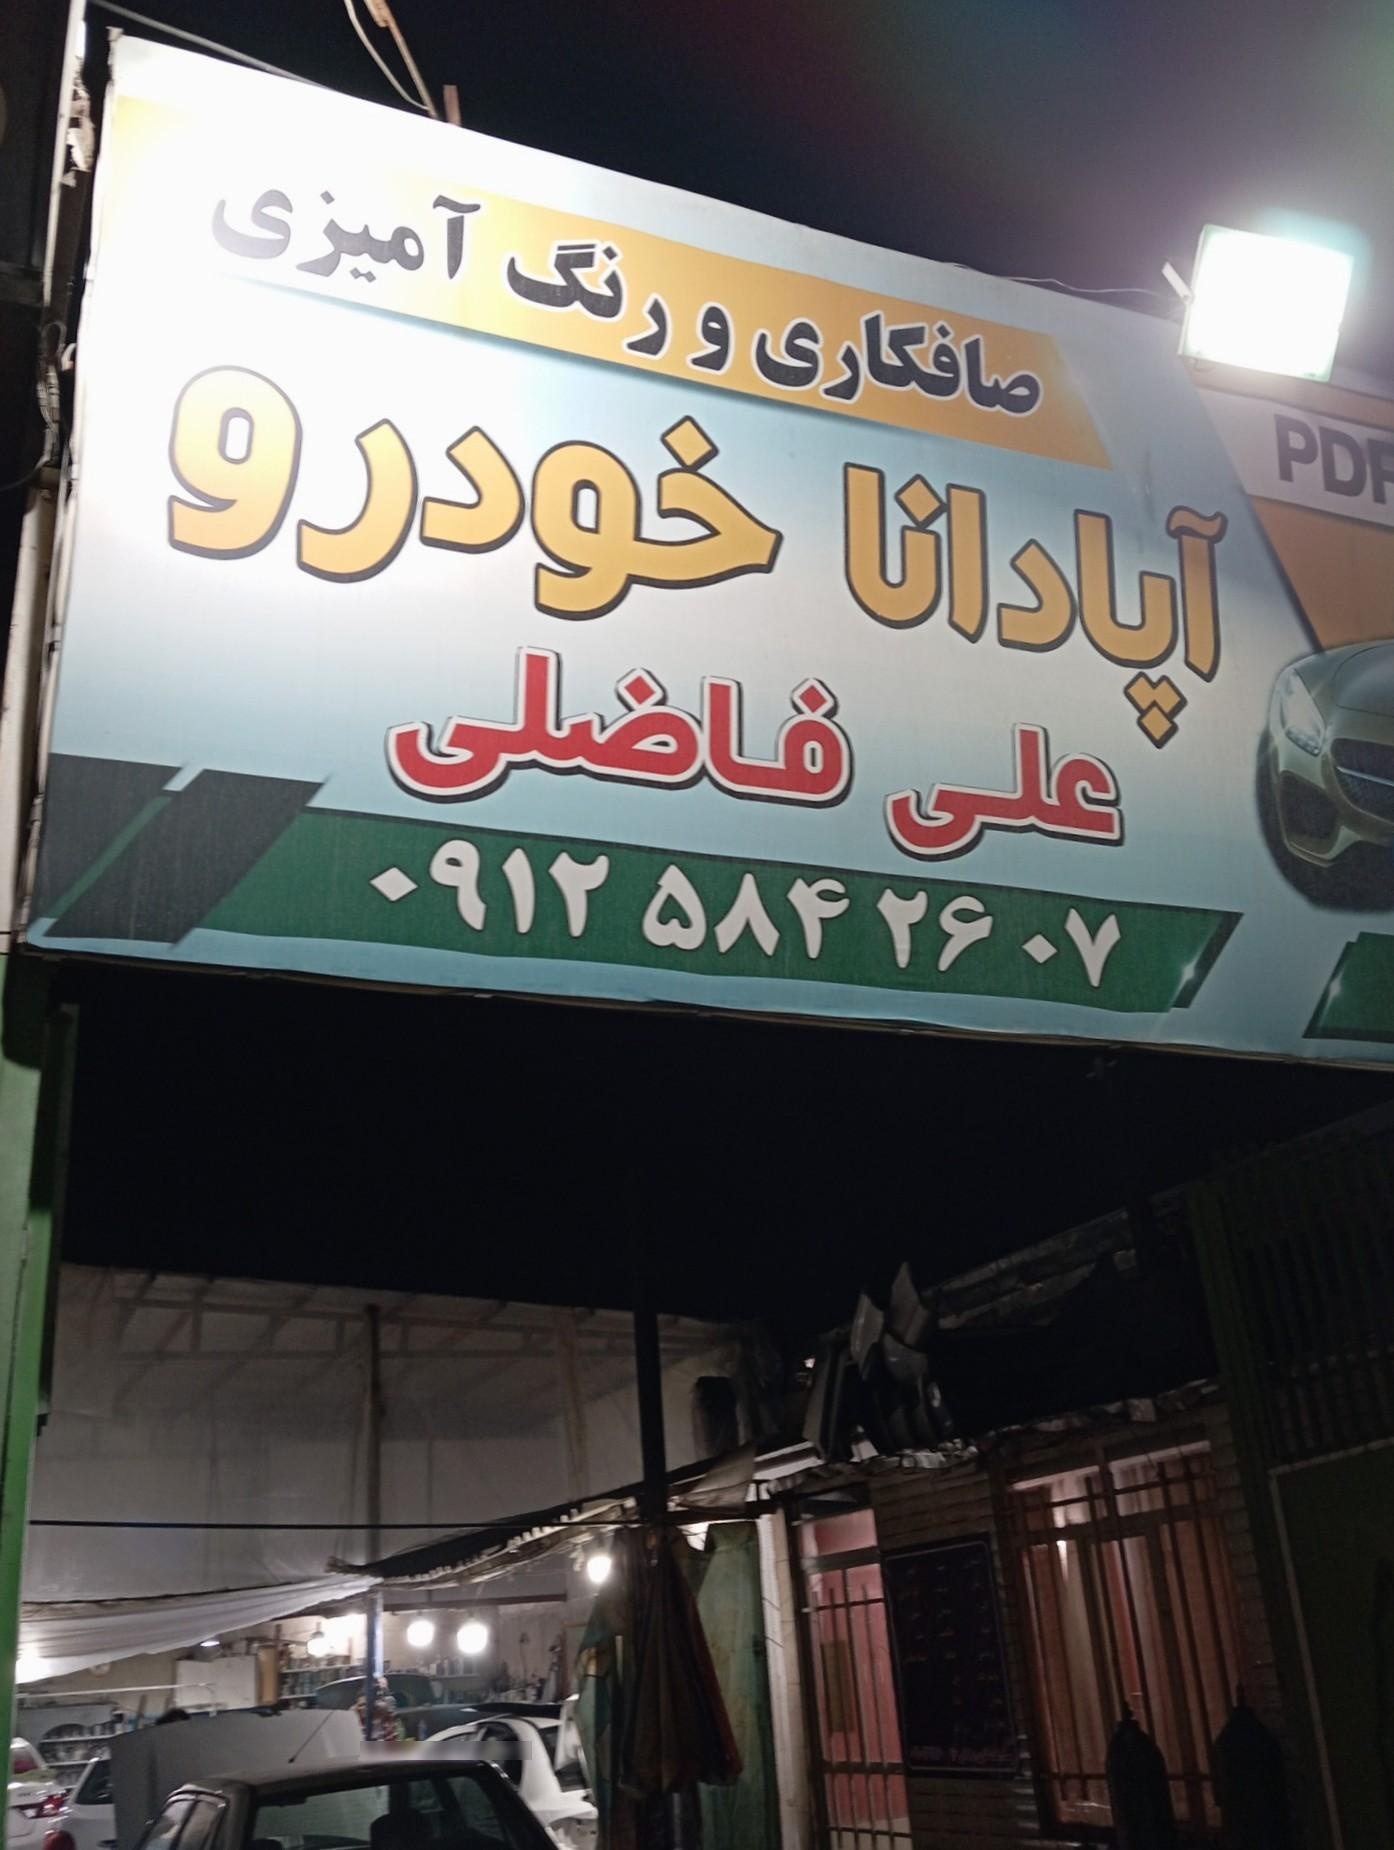 صافکاری و رنگ آمیزی
آپادانا خودرو
علی فاضلی
۰۹۱۲ ۵۸۴ ۲۶ ۰۷
PDR